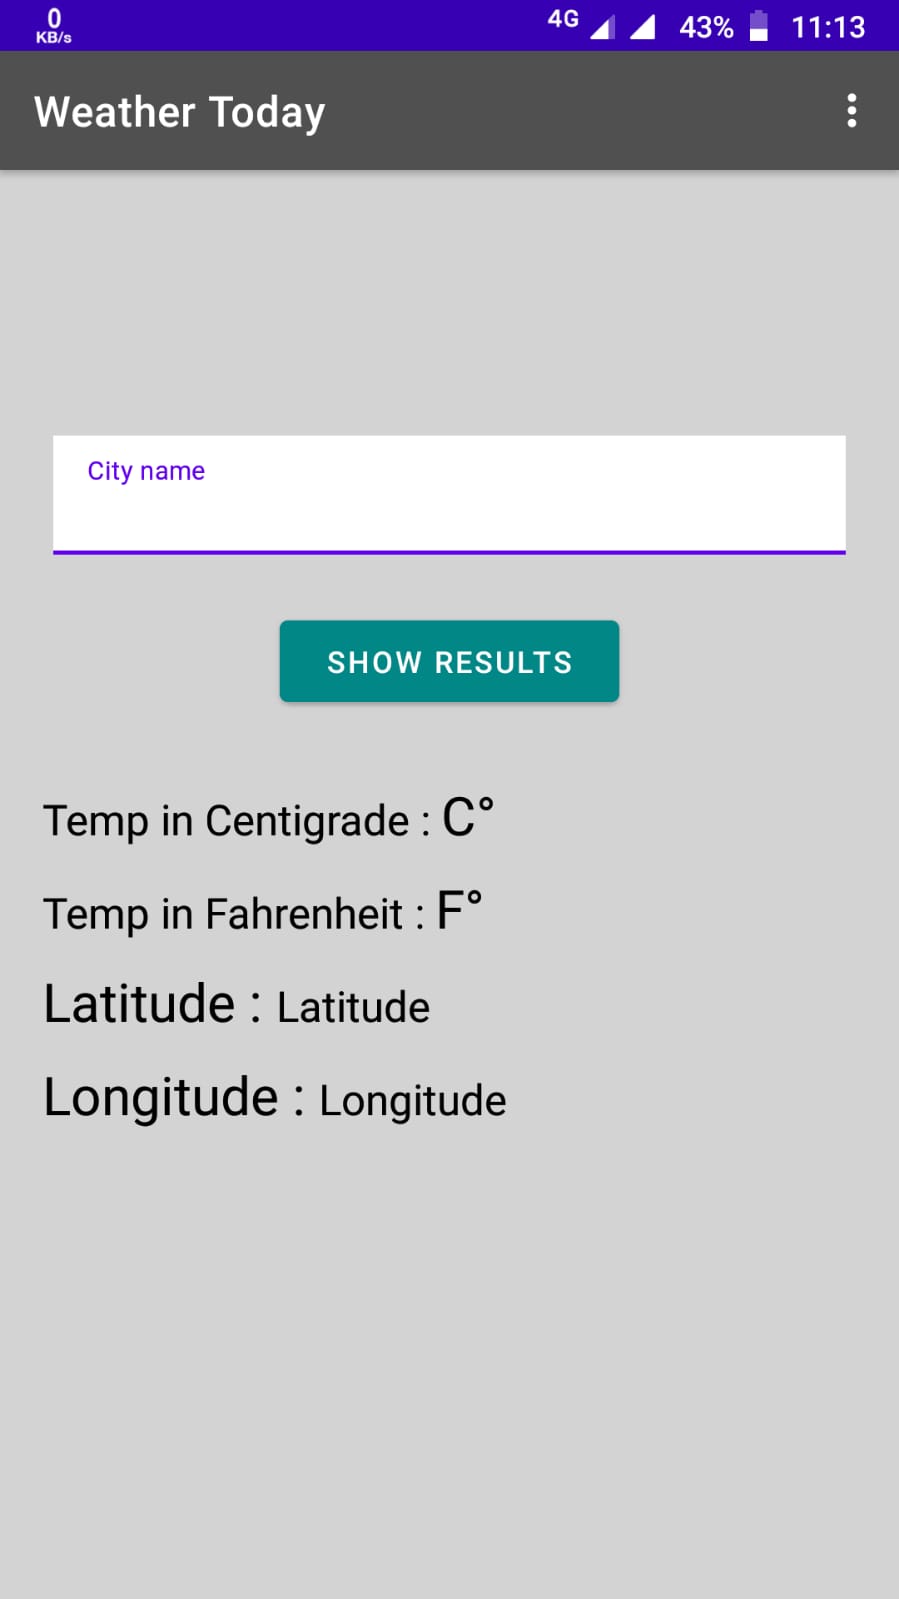 0
KB/s
4G 43% 11:13
Weather Today
City name
SHOW RESULTS
Temp in Centigrade : C°
Temp in Fahrenheit : F°
Latitude : Latitude
Longitude : Longitude